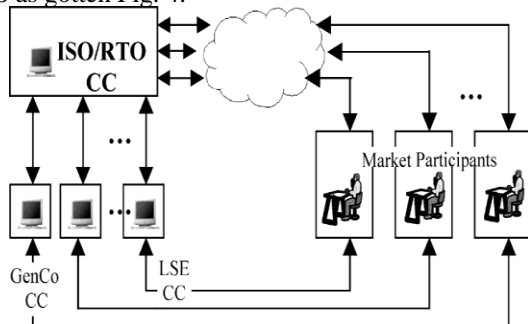 as gotten Fig. 4.
ISO/RTO
CC
...
...
Market Participants
...
GenCo
CC
LSE
CC